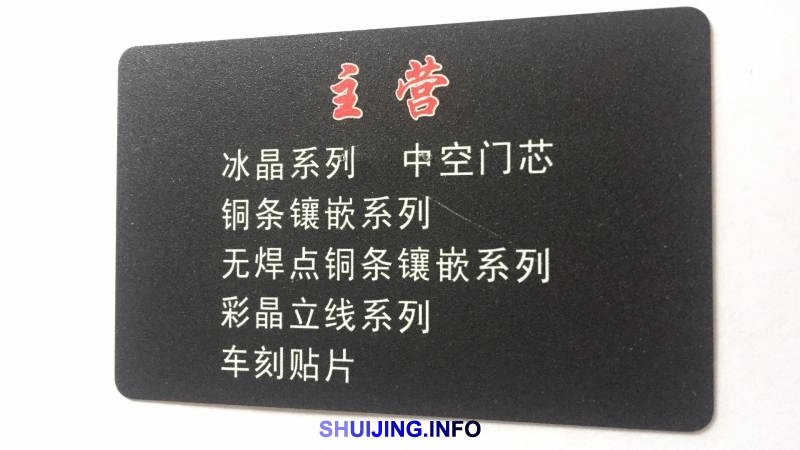 主营
冰晶系列 中空门芯
铜条镶嵌系列
无焊点铜条镶嵌系列
彩晶立线系列
车刻贴片
SHUIJING.INFO